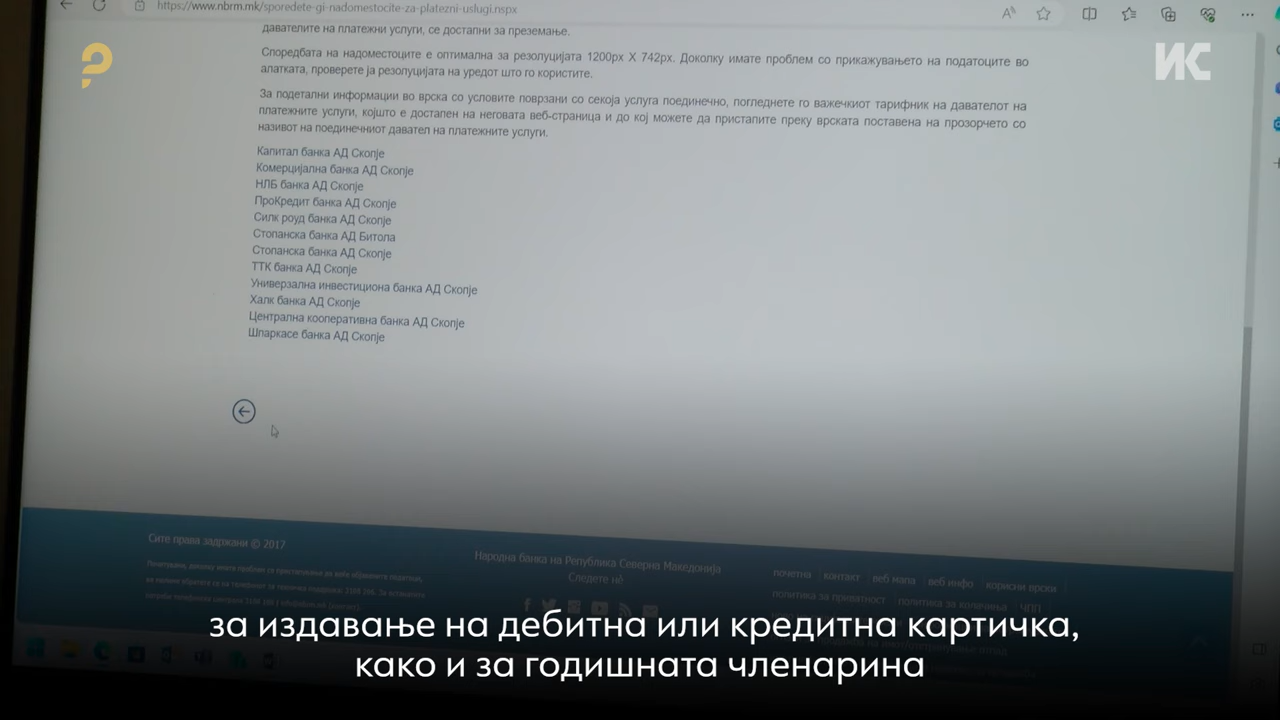 https://www.nbrm.mk/sporedete-gi-nadomestocite-za-platezni-uslugi.nspx
ИС
давателите на платежни услуги, се достапни за преземање.
Споредбата на надоместоците е оптимална за резолуцијата 1200px X 742px. Доколку имате проблем со прикажувањето на податоците во
алатката, проверете ја резолуцијата на уредот што го користите.
За подетални информации во врска со условите поврзани со секоја услуга поединечно, погледнете го важечкиот тарифник на давателот на
платежните услуги, којшто е достапен на неговата веб-страница и до кој можете да пристапите преку врската поставена на прозорчето со
називот на поединечниот давател на платежните услуги.
Капитал банка АД Скопје
Комерцијална банка АД Скопје
НЛБ банка АД Скопје
ПроКредит банка АД Скопје
Силк роуд банка АД Скопје
Стопанска банка АД Битола
Стопанска банка АД Скопје
ТТК банка АД Скопје
Универзална инвестициона банка АД Скопје
Халк банка АД Скопје
Централна кооперативна банка АД Скопје
Шпаркасе банка АД Скопје
Сите права задржани © 2017
Народна банка на Република Северна Македонија
Следете нè
почетна контакт веб мапа веб инфо корисни врски
политика за приватност политика за колачиња ЧПП
за издавање на дебитна или кредитна картичка,
како и за годишната членарина